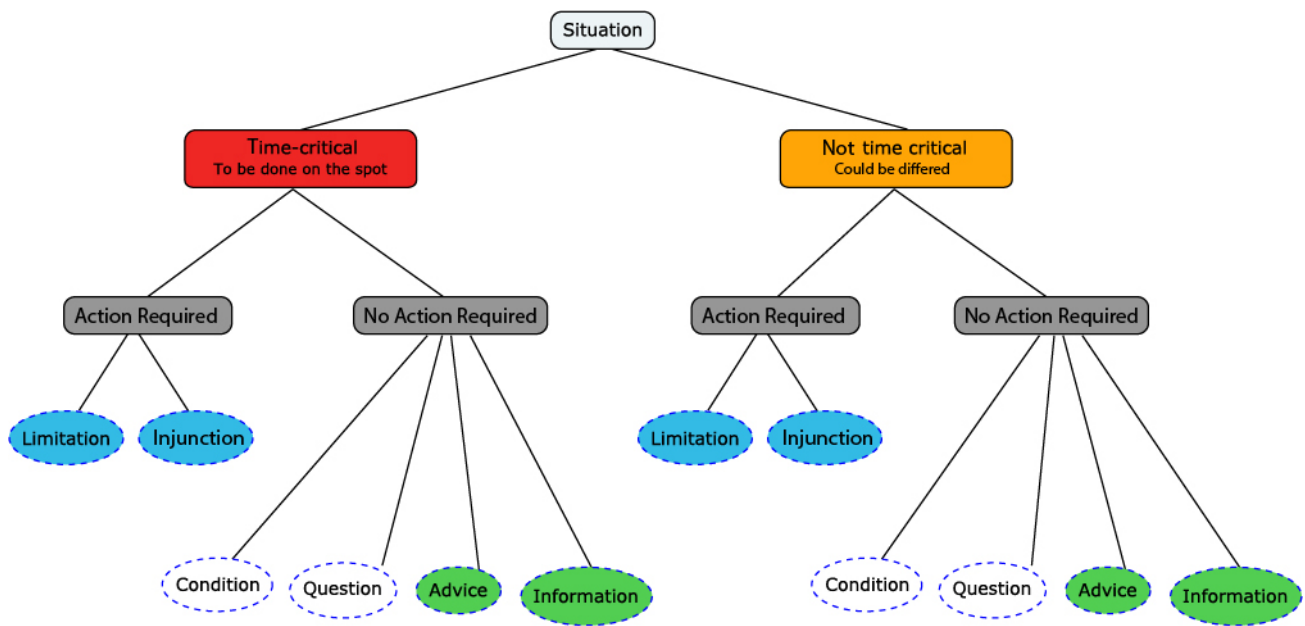 Situation
Time-critical
To be done on the spot
Not time critical
Could be differed
Action Required
No Action Required
Action Required
No Action Required
Limitation
Injunction
Limitation
Injunction
Condition
Question
Advice
Information
Condition
Question
Advice
Information